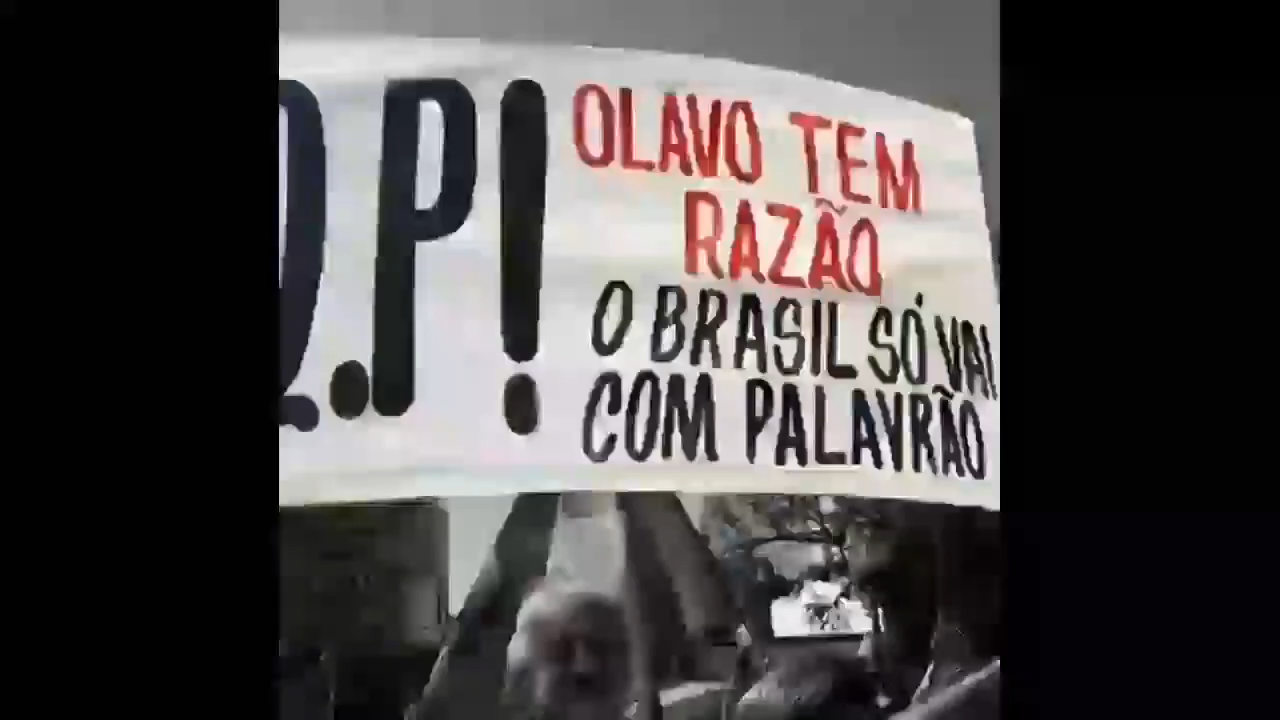 Q.P!
OLAVO TEM
RAZÃO
O BRASIL SÓ VAI
COM PALAVRÃO